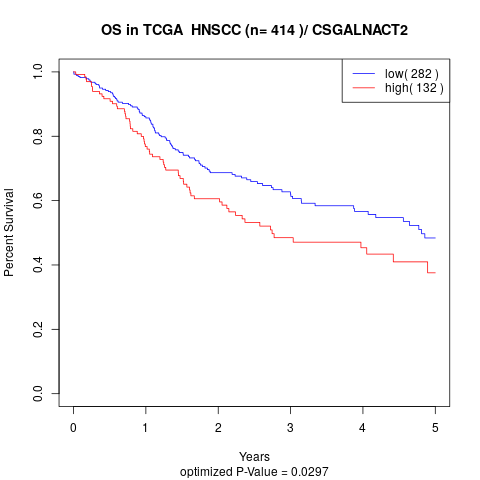 OS in TCGA  HNSCC (n= 414 )/ CSGALNACT2
low( 282 )
high( 132 )
Percent Survival
1.0
0.8
0.6
0.4
0.2
0.0
0 1 2 3 4 5
Years
optimized P-Value = 0.0297